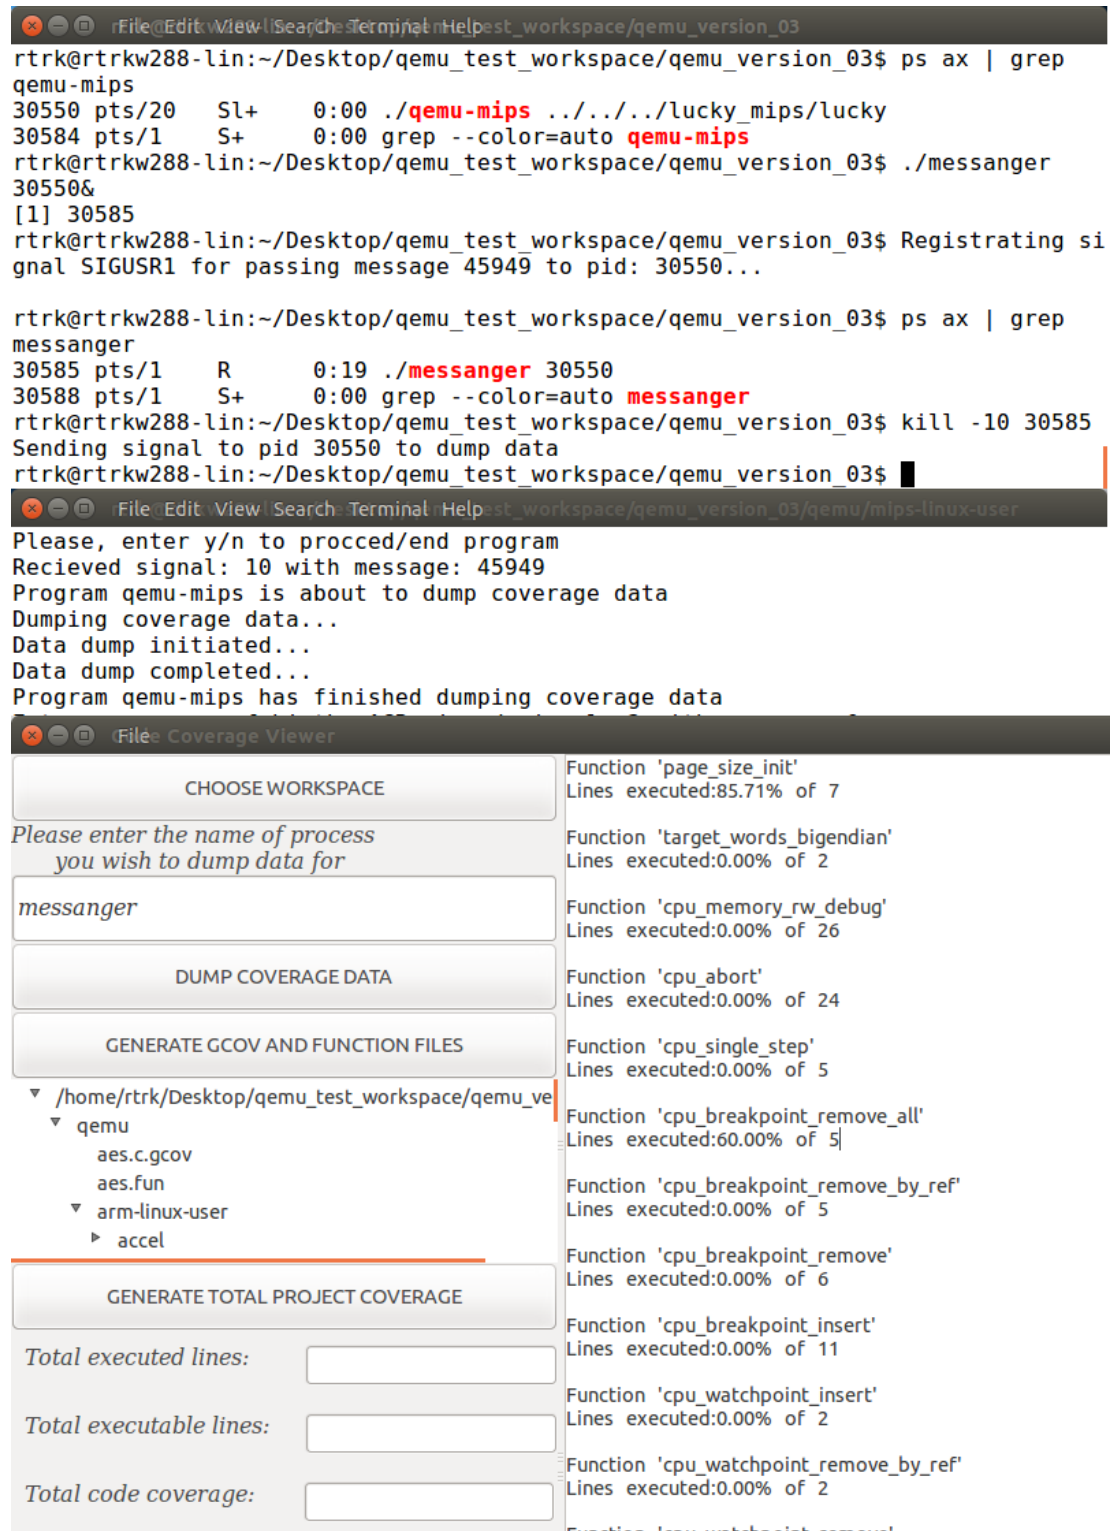 File Edit View Search Terminal Help est_workspace/qemu_version_03
rtrk@rtrkw288-lin:~/Desktop/qemu_test_workspace/qemu_version_03$ ps ax | grep
qemu-mips
30550 pts/20   Sl+    0:00 ./qemu-mips ../../../lucky_mips/lucky
30584 pts/1    S+     0:00 grep --color=auto qemu-mips
rtrk@rtrkw288-lin:~/Desktop/qemu_test_workspace/qemu_version_03$ ./messanger
30550&
[1] 30585
rtrk@rtrkw288-lin:~/Desktop/qemu_test_workspace/qemu_version_03$ Registrating si
gnal SIGUSR1 for passing message 45949 to pid: 30550...
rtrk@rtrkw288-lin:~/Desktop/qemu_test_workspace/qemu_version_03$ ps ax | grep
messanger
30585 pts/1    R      0:19 ./messanger 30550
30588 pts/1    S+     0:00 grep --color=auto messanger
rtrk@rtrkw288-lin:~/Desktop/qemu_test_workspace/qemu_version_03$ kill -10 30585
Sending signal to pid 30550 to dump data
rtrk@rtrkw288-lin:~/Desktop/qemu_test_workspace/qemu_version_03$
File Edit View Search Terminal Help est_workspace/qemu_version_03/qemu/mips-linux-user
Please, enter y/n to procced/end program
Recieved signal: 10 with message: 45949
Program qemu-mips is about to dump coverage data
Dumping coverage data...
Data dump initiated...
Data dump completed...
Program qemu-mips has finished dumping coverage data
File Coverage Viewer
CHOOSE WORKSPACE
Please enter the name of process
you wish to dump data for
messanger
DUMP COVERAGE DATA
GENERATE GCOV AND FUNCTION FILES
/home/rtrk/Desktop/qemu_test_workspace/qemu_ve
qemu
aes.c.gcov
aes.fun
arm-linux-user
accel
GENERATE TOTAL PROJECT COVERAGE
Total executed lines:
Total executable lines:
Total code coverage:
Function 'page_size_init'
Lines executed:85.71% of 7
Function 'target_words_bigendian'
Lines executed:0.00% of 2
Function 'cpu_memory_rw_debug'
Lines executed:0.00% of 26
Function 'cpu_abort'
Lines executed:0.00% of 24
Function 'cpu_single_step'
Lines executed:0.00% of 5
Function 'cpu_breakpoint_remove_all'
Lines executed:60.00% of 5
Function 'cpu_breakpoint_remove_by_ref'
Lines executed:0.00% of 5
Function 'cpu_breakpoint_remove'
Lines executed:0.00% of 6
Function 'cpu_breakpoint_insert'
Lines executed:0.00% of 11
Function 'cpu_watchpoint_insert'
Lines executed:0.00% of 2
Function 'cpu_watchpoint_remove_by_ref'
Lines executed:0.00% of 2